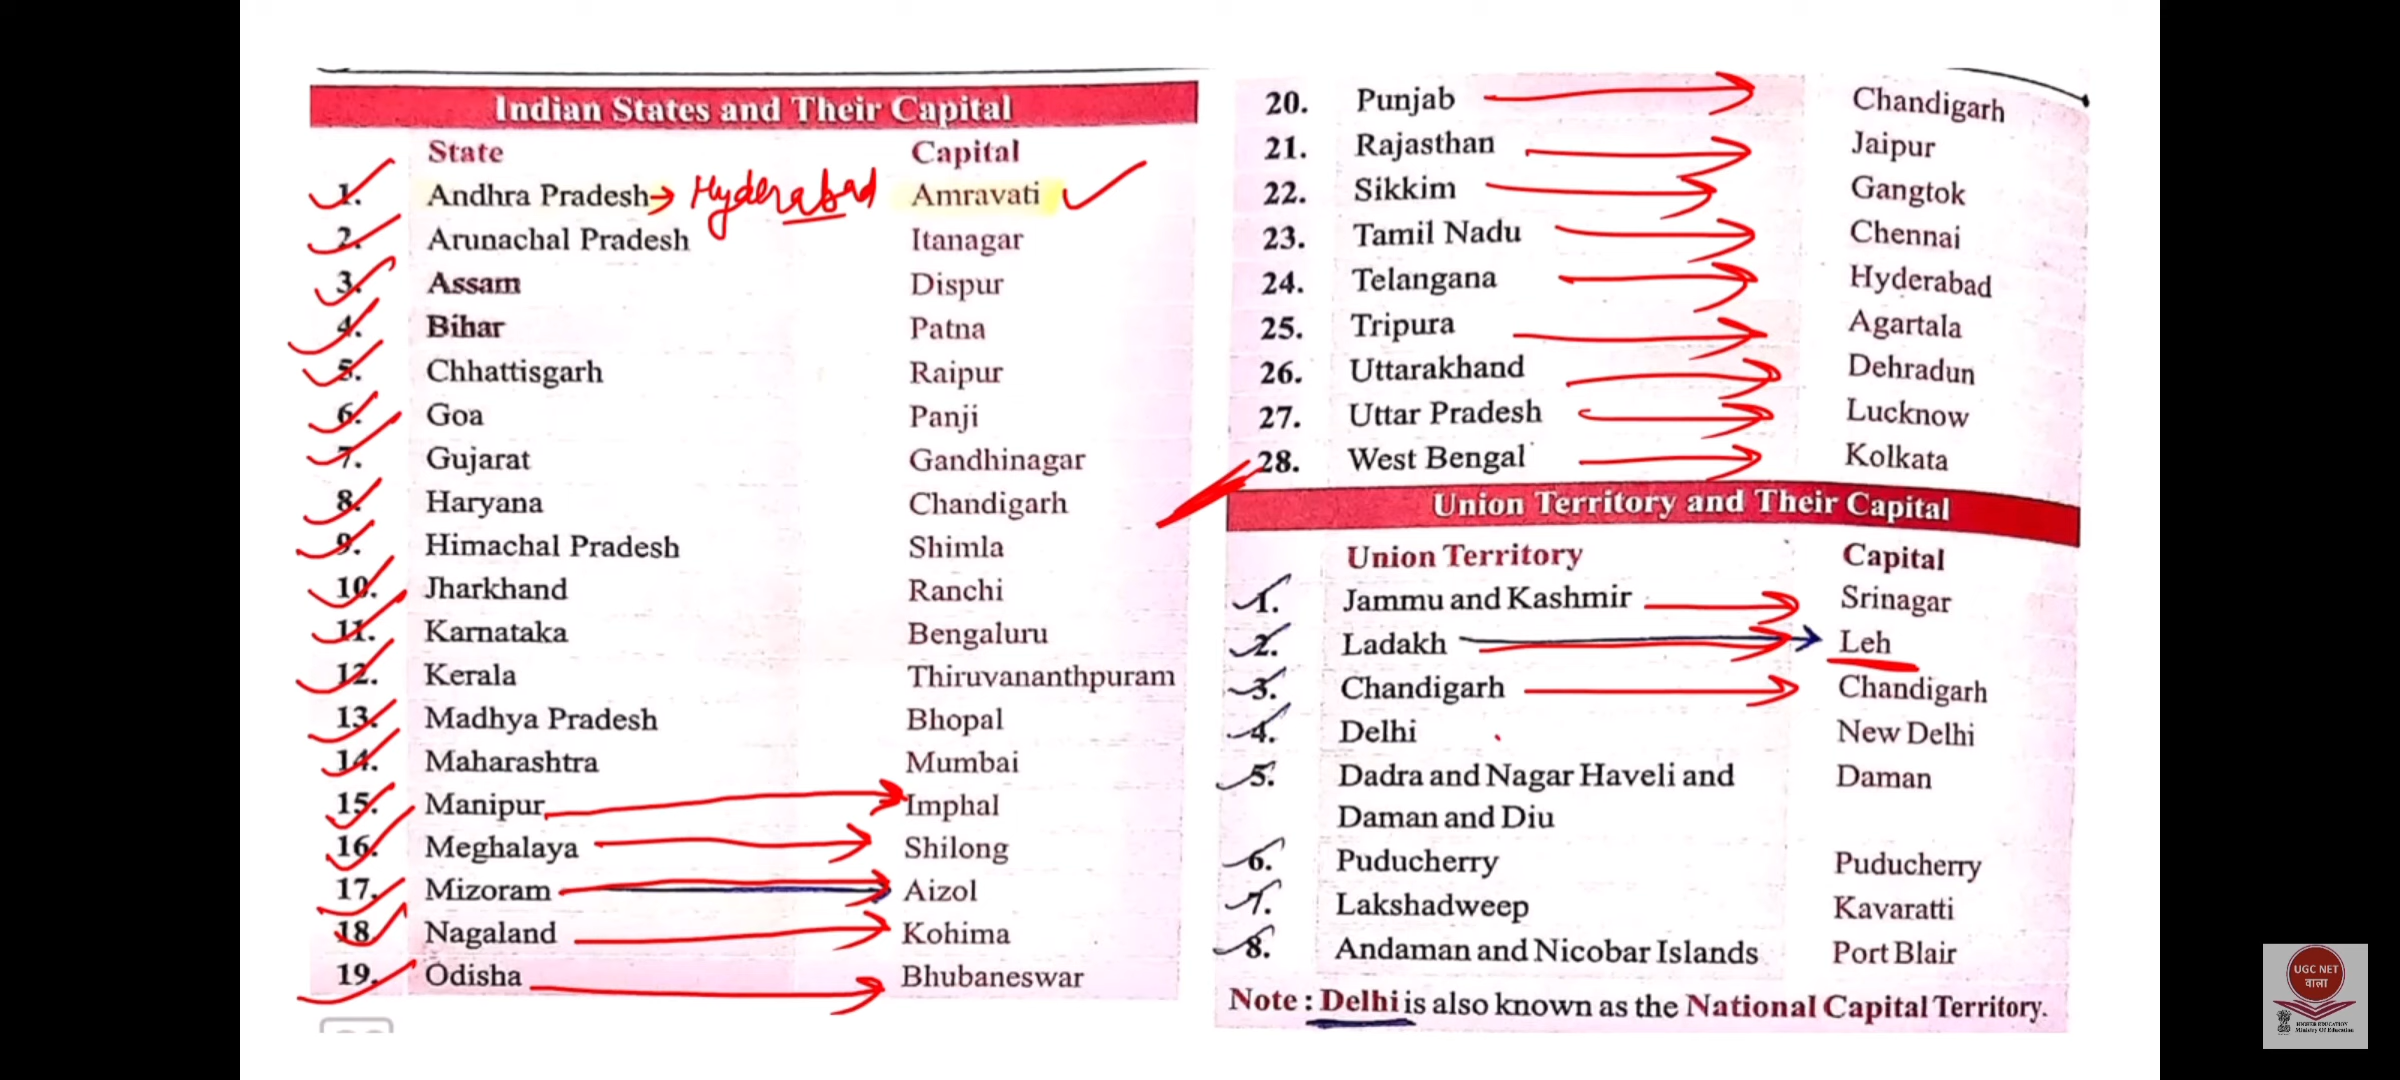 Indian States and Their Capital
State Capital
1. Andhra Pradesh → Hyderabad Amravati
2. Arunachal Pradesh Itanagar
3. Assam Dispur
4. Bihar Patna
5. Chhattisgarh Raipur
6. Goa Panji
7. Gujarat Gandhinagar
8. Haryana Chandigarh
9. Himachal Pradesh Shimla
10. Jharkhand Ranchi
11. Karnataka Bengaluru
12. Kerala Thiruvananthpuram
13. Madhya Pradesh Bhopal
14. Maharashtra Mumbai
15. Manipur Imphal
16. Meghalaya Shilong
17. Mizoram Aizol
18. Nagaland Kohima
19. Odisha Bhubaneswar
20. Punjab Chandigarh
21. Rajasthan Jaipur
22. Sikkim Gangtok
23. Tamil Nadu Chennai
24. Telangana Hyderabad
25. Tripura Agartala
26. Uttarakhand Dehradun
27. Uttar Pradesh Lucknow
28. West Bengal Kolkata
Union Territory and Their Capital
Union Territory Capital
1. Jammu and Kashmir Srinagar
2. Ladakh Leh
3. Chandigarh Chandigarh
4. Delhi New Delhi
5. Dadra and Nagar Haveli and Daman
Daman and Diu
6. Puducherry Puducherry
7. Lakshadweep Kavaratti
8. Andaman and Nicobar Islands Port Blair
Note : Delhi is also known as the National Capital Territory.
UGC NET
वाला
HIGHER EDUCATION
Ministry Of Education